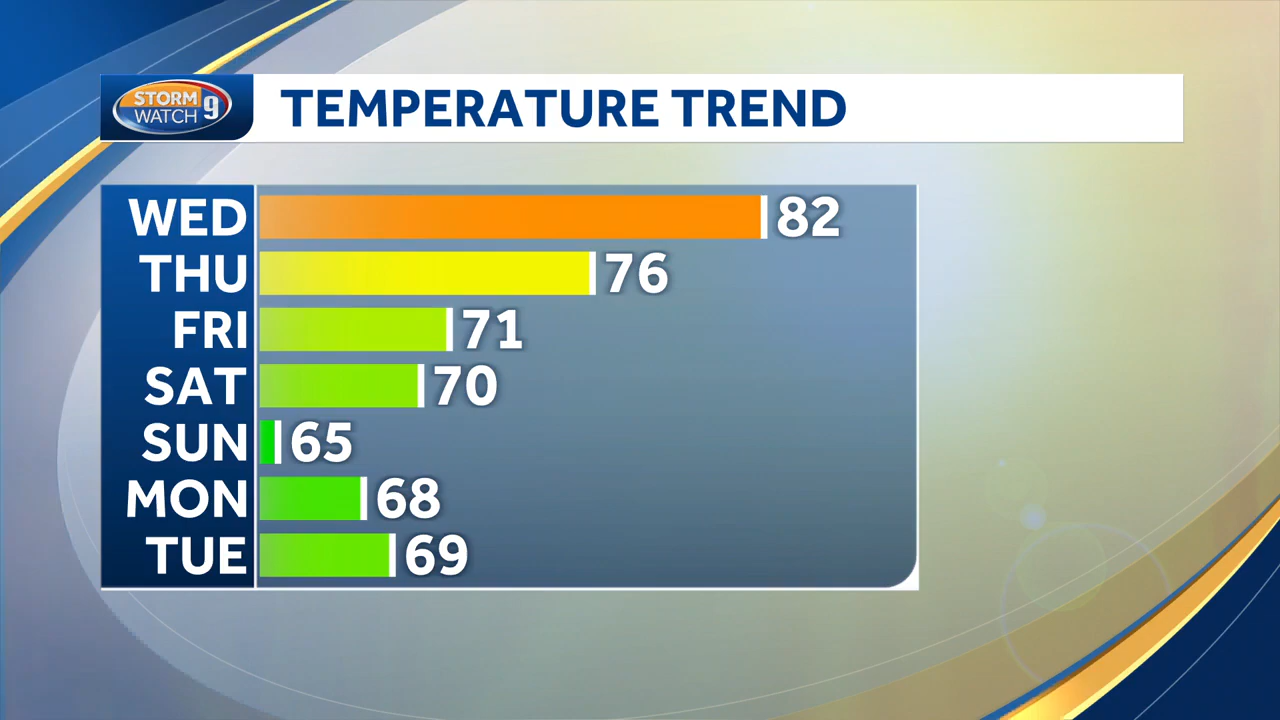 STORM
WATCH 9
TEMPERATURE TREND
WED 82
THU 76
FRI 71
SAT 70
SUN 65
MON 68
TUE 69